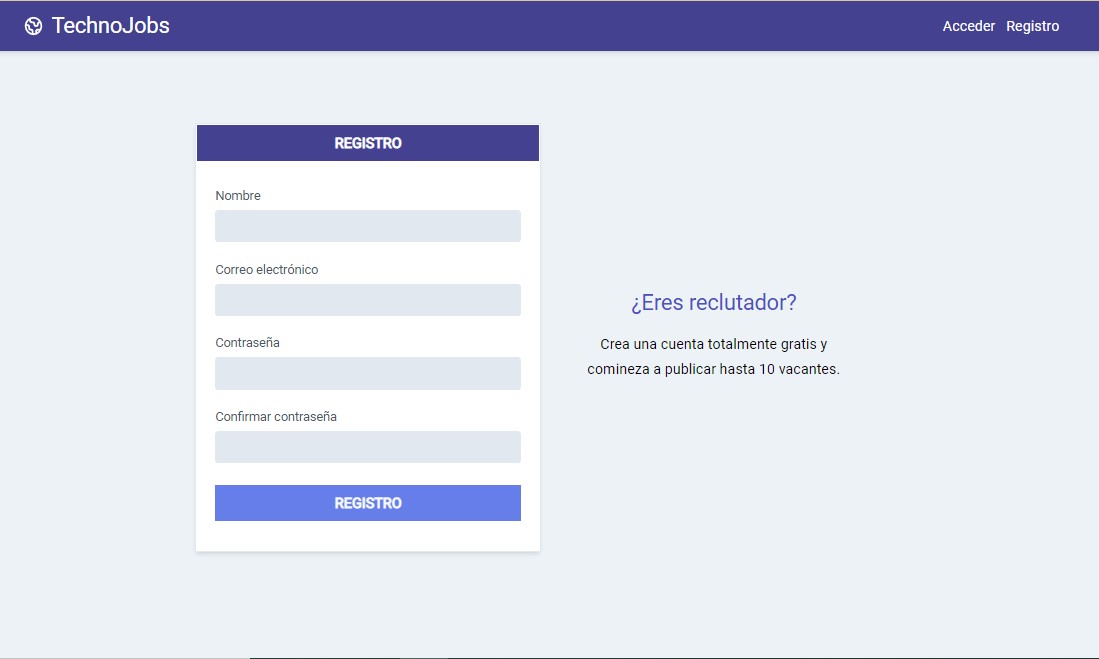 TechnoJobs
Acceder Registro
REGISTRO
Nombre
Correo electrónico
Contraseña
Confirmar contraseña
REGISTRO
¿Eres reclutador?
Crea una cuenta totalmente gratis y
comineza a publicar hasta 10 vacantes.